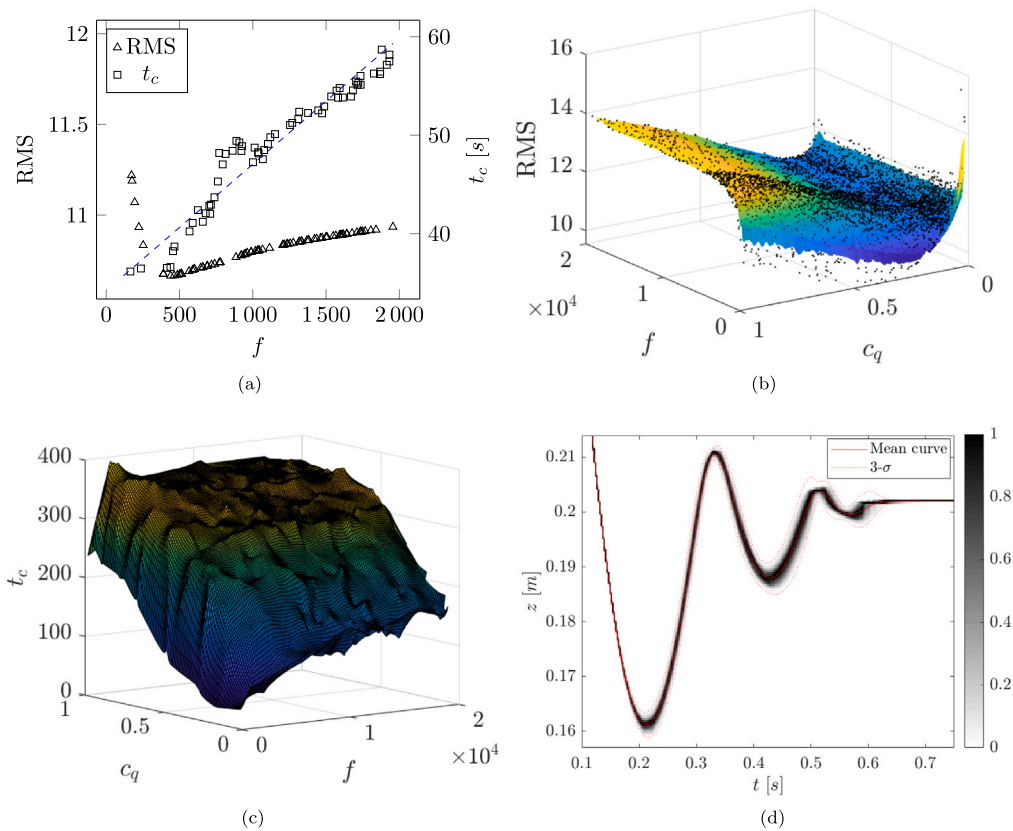 12
11.5
11
RMS
RMS
t_c
60
50
40
t_c [s]
0
500
1 000
1 500
2 000
f
(a)
16
14
12
10
RMS
2
1
0
×10^4
f
1
0.5
0
c_q
(b)
400
300
200
100
0
t_c
1
0.5
0
c_q
0
1
2
×10^4
f
(c)
0.21
0.2
0.19
0.18
0.17
0.16
z [m]
Mean curve
3-σ
0.1
0.2
0.3
0.4
0.5
0.6
0.7
t [s]
1
0.8
0.6
0.4
0.2
0
(d)